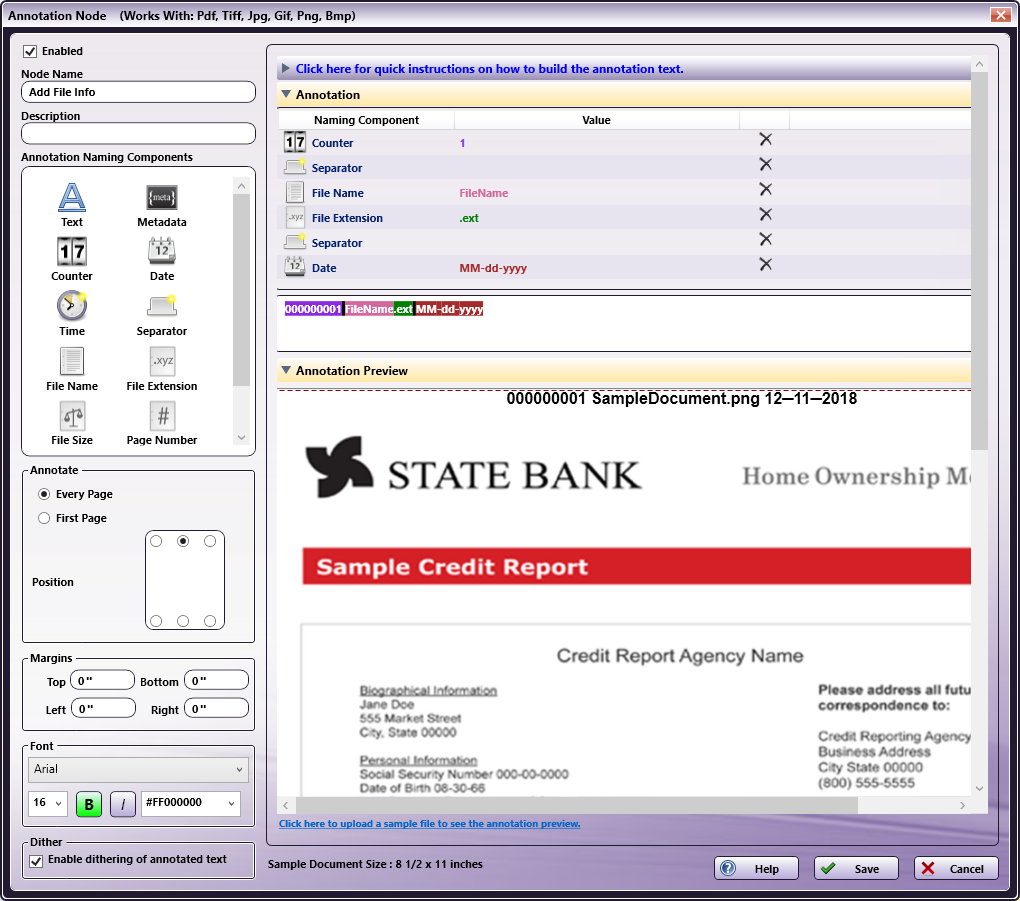 Annotation Node (Works With: Pdf, Tiff, Jpg, Gif, Png, Bmp)
Enabled
Node Name
Add File Info
Description
Annotation Naming Components
Text
Metadata
{meta}
17
Counter
12
Date
Time
Separator
File Name
.xyz
File Extension
File Size
#
Page Number
Annotate
Every Page
First Page
Position
Margins
Top 0 " Bottom 0 "
Left 0 " Right 0 "
Font
Arial
16 B I #FF000000
Dither
Enable dithering of annotated text
Click here for quick instructions on how to build the annotation text.
Annotation
Naming Component Value
17 Counter 1
Separator
File Name FileName
.xyz File Extension .ext
Separator
12 Date MM-dd-yyyy
000000001 FileName.ext MM-dd-yyyy
Annotation Preview
000000001 SampleDocument.png 12—11—2018
STATE BANK
Home Ownership M
Sample Credit Report
Credit Report Agency Name
Biographical Information
Jane Doe
555 Market Street
City, State 00000
Personal Information
Social Security Number 000-00-0000
Date of Birth 08-30-66
Please address all futu
correspondence to:
Credit Reporting Agency
Business Address
City State 00000
(800) 555-5555
Click here to upload a sample file to see the annotation preview.
Sample Document Size : 8 1/2 x 11 inches
? Help
Save
Cancel